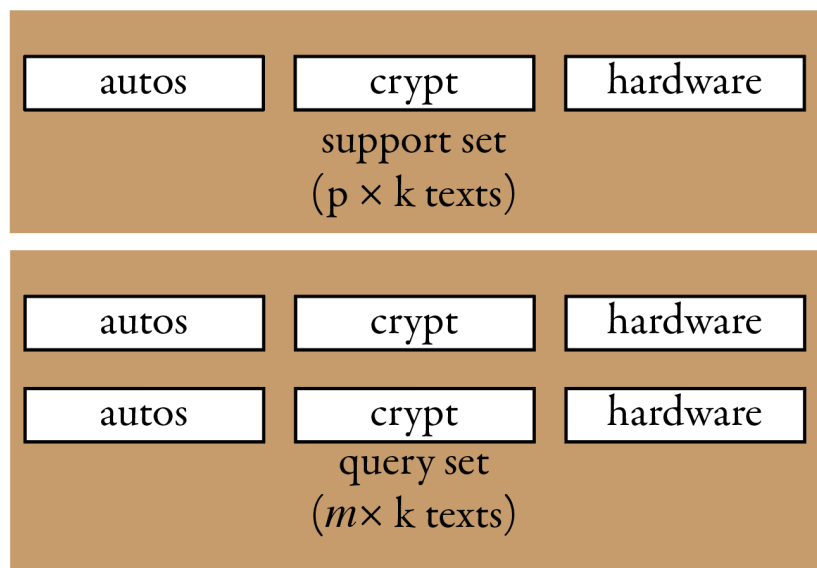 autos crypt hardware
support set
(p × k texts)
autos crypt hardware
autos crypt hardware
query set
(m× k texts)